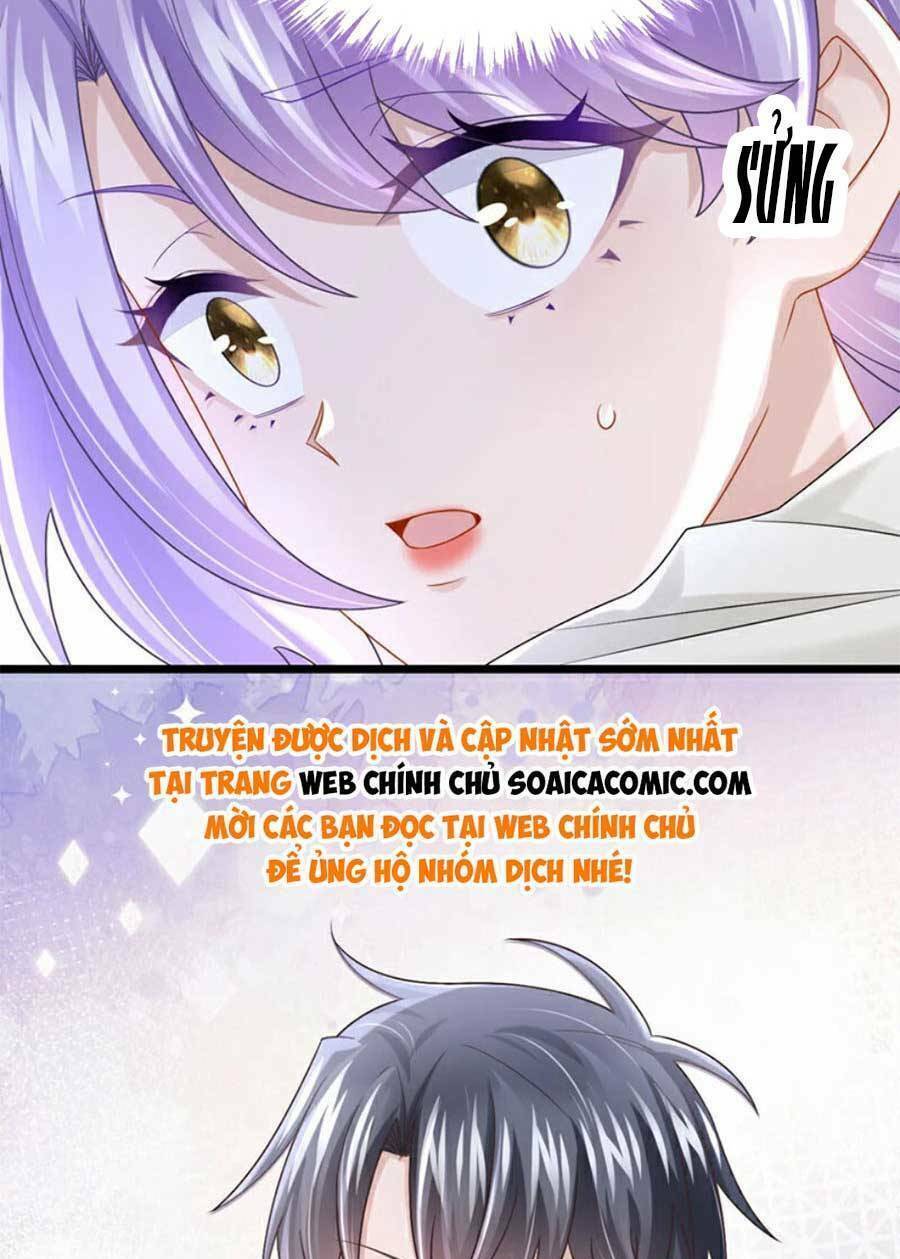 SỬNG
TRUYỆN ĐƯỢC DỊCH VÀ CẬP NHẬT SỚM NHẤT
TẠI TRANG WEB CHÍNH CHỦ SOAICACOMIC.COM
MỜI CÁC BẠN ĐỌC TẠI WEB CHÍNH CHỦ
ĐỂ ỦNG HỘ NHÓM DỊCH NHÉ!